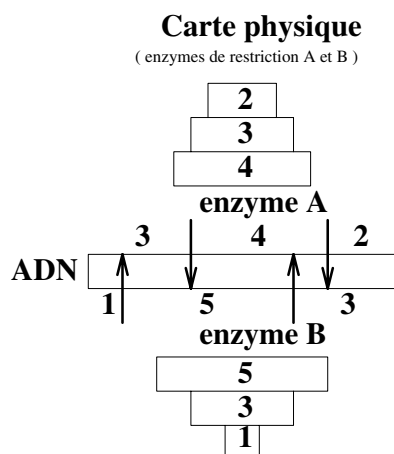 Carte physique
( enzymes de restriction A et B )
2
3
4
enzyme A
3 4 2
ADN
1 5 3
enzyme B
5
3
1